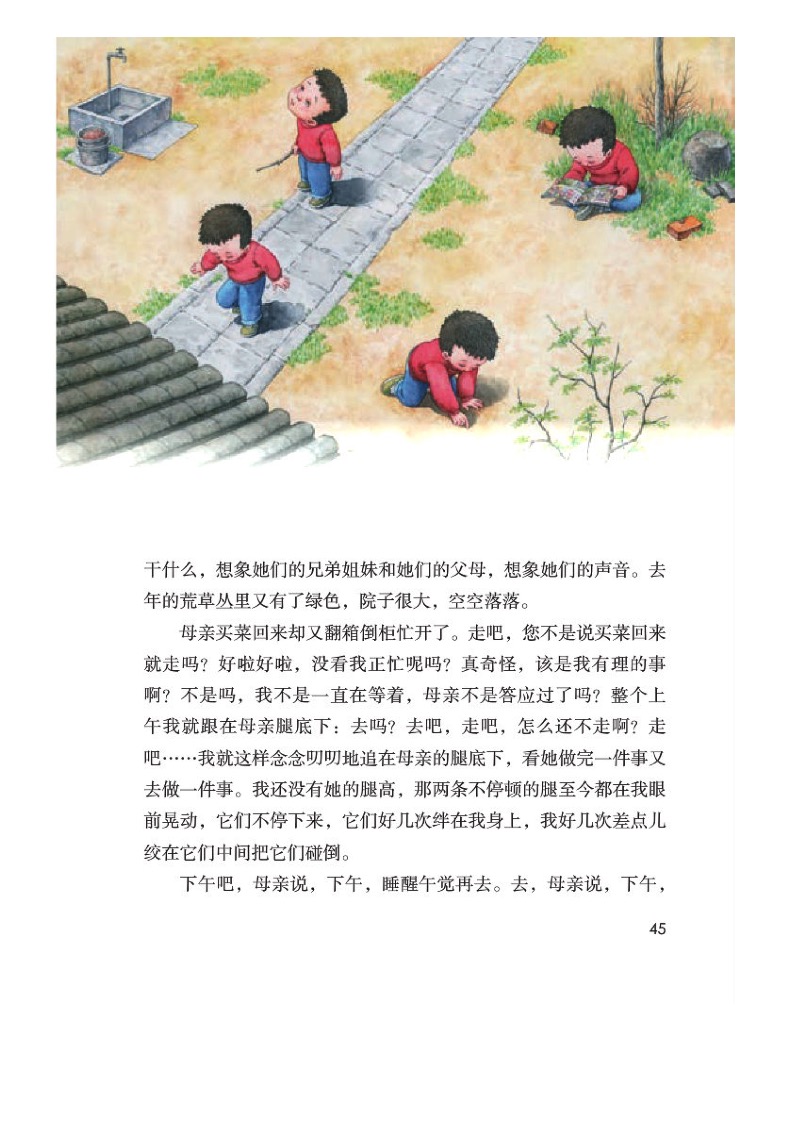 干什么，想象她们的兄弟姐妹和她们的父母，想象她们的声音。去
年的荒草丛里又有了绿色，院子很大，空空落落。
母亲买菜回来却又翻箱倒柜忙开了。走吧，您不是说买菜回来
就走吗？好啦好啦，没看我正忙呢吗？真奇怪，该是我有理的事
啊？不是吗，我不是一直在等着，母亲不是答应过了吗？整个上
午我就跟在母亲腿底下：去吗？去吧，走吧，怎么还不走啊？走
吧……我就这样念念叨叨地追在母亲的腿底下，看她做完一件事又
去做一件事。我还没有她的腿高，那两条不停顿的腿至今都在我眼
前晃动，它们不停下来，它们好几次绊在我身上，我好几次差点儿
绞在它们中间把它们碰倒。
下午吧，母亲说，下午，睡醒午觉再去。去，母亲说，下午，
45